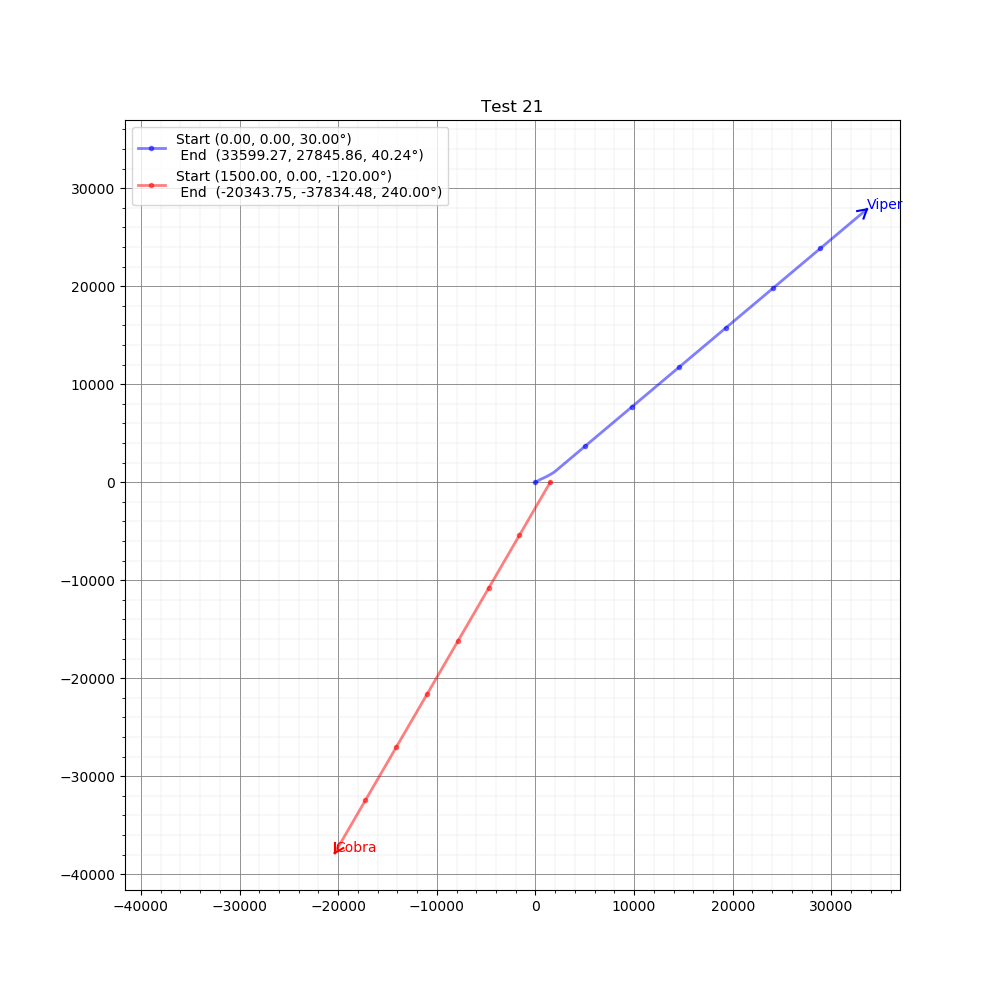 Test 21
Start (0.00, 0.00, 30.00°)
End (33599.27, 27845.86, 40.24°)
Start (1500.00, 0.00, -120.00°)
End (-20343.75, -37834.48, 240.00°)
30000
Viper
20000
10000
0
−10000
−20000
−30000
Cobra
−40000
−40000 −30000 −20000 −10000 0 10000 20000 30000